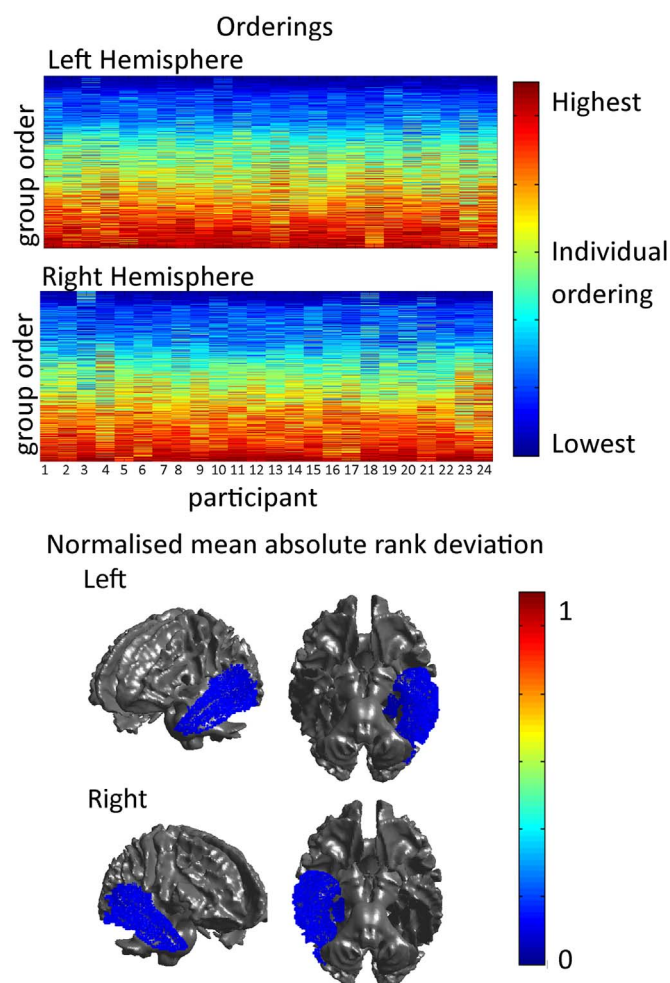 Orderings
Left Hemisphere
group order
Highest
Individual
ordering
Lowest
Right Hemisphere
group order
1 2 3 4 5 6 7 8 9 10 11 12 13 14 15 16 17 18 19 20 21 22 23 24
participant
Normalised mean absolute rank deviation
Left
1
Right
0